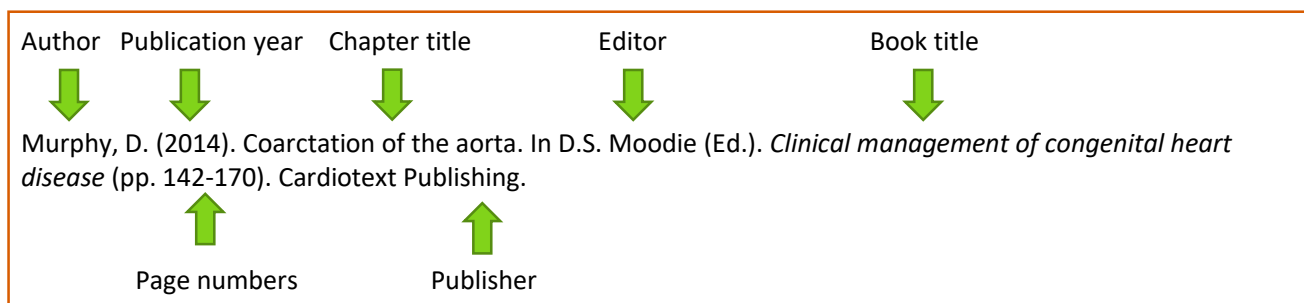 Author Publication year Chapter title Editor Book title
Murphy, D. (2014). Coarctation of the aorta. In D.S. Moodie (Ed.). Clinical management of congenital heart
disease (pp. 142-170). Cardiotext Publishing.
Page numbers Publisher